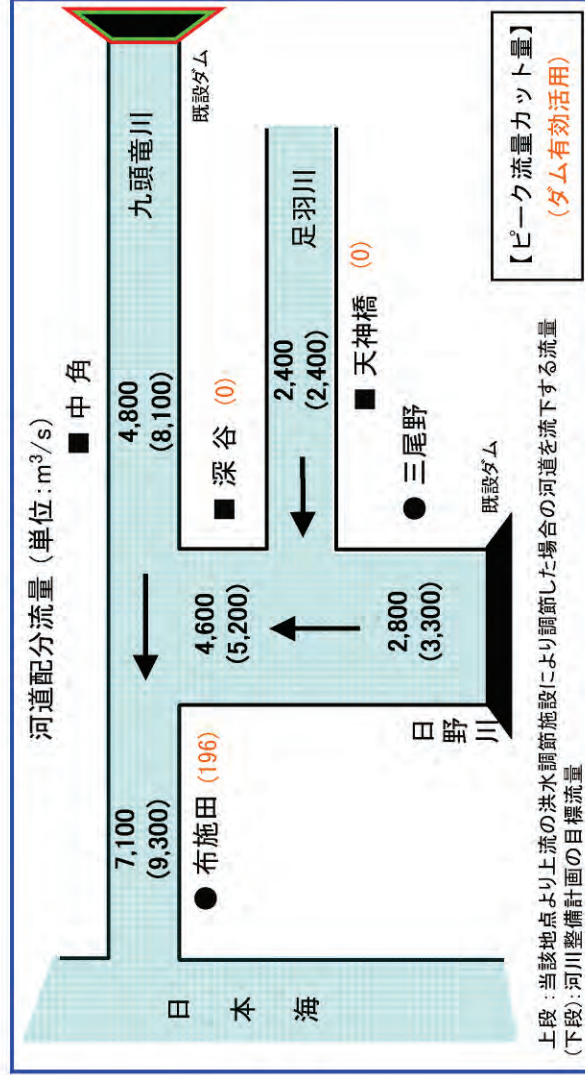 河道配分流量（単位：m³/s）
■ 中 角
九頭竜川
既設ダム
4,800
(8,100)
7,100
(9,300)
日 本 海
● 布施田 (196)
■ 深 谷 (0)
4,600
(5,200)
足羽川
2,400
(2,400)
■ 天神橋 (0)
● 三尾野
2,800
(3,300)
日野川
既設ダム
【ピーク流量カット量】
（ダム有効活用）
上段：当該地点より上流の洪水調節施設により調節した場合の河道を流下する流量
(下段)：河川整備計画の目標流量